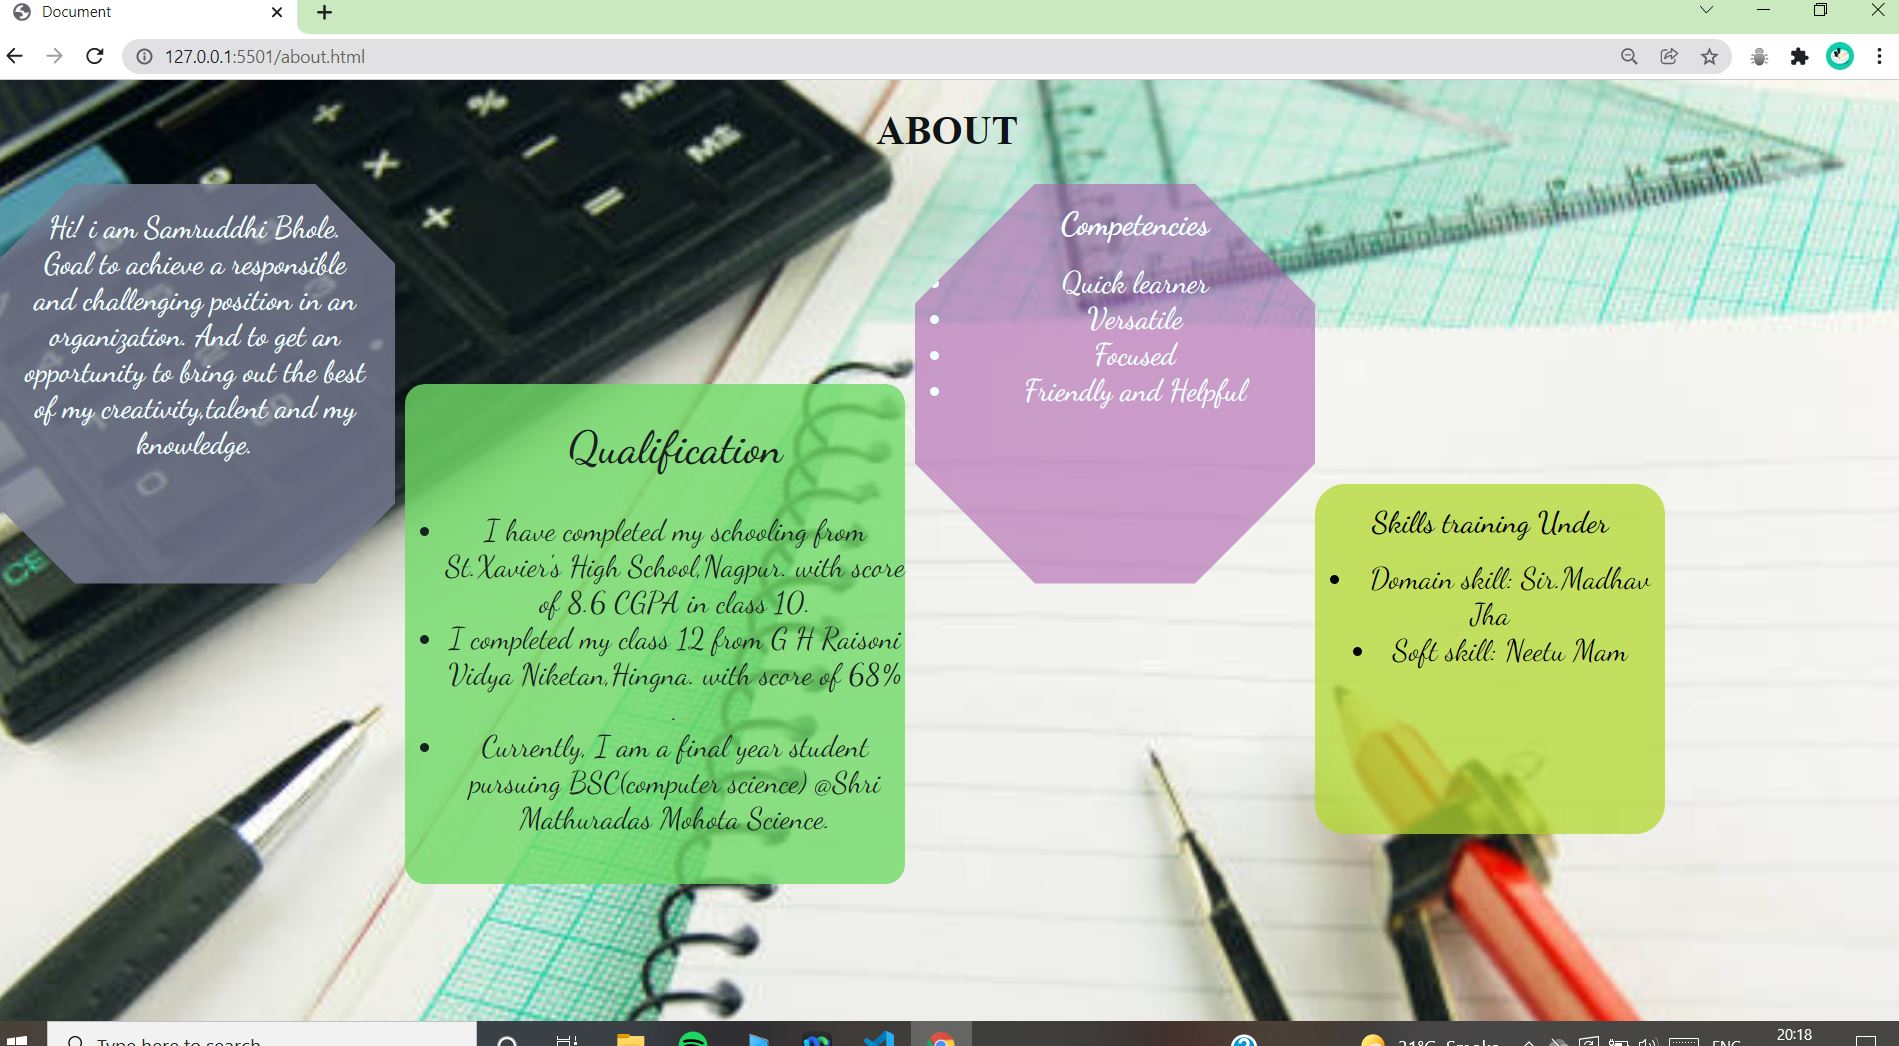 Document
127.0.0.1:5501/about.html
ABOUT
Hi! i am Samruddhi Bhole.
Goal to achieve a responsible
and challenging position in an
organization. And to get an
opportunity to bring out the best
of my creativity,talent and my
knowledge.
Qualification
• I have completed my schooling from
St.Xavier's High School,Nagpur. with score
of 8.6 CGPA in class 10.
• I completed my class 12 from G H Raisoni
Vidya Niketan,Hingna. with score of 68%
.
• Currently, I am a final year student
pursuing BSC(computer science) @Shri
Mathuradas Mohota Science.
Competencies
• Quick learner
• Versatile
• Focused
• Friendly and Helpful
Skills training Under
• Domain skill: Sir.Madhav
Jha
• Soft skill: Neetu Mam
% M
MS
CE
Type here to search
31°C Smoke
ENG
20:18